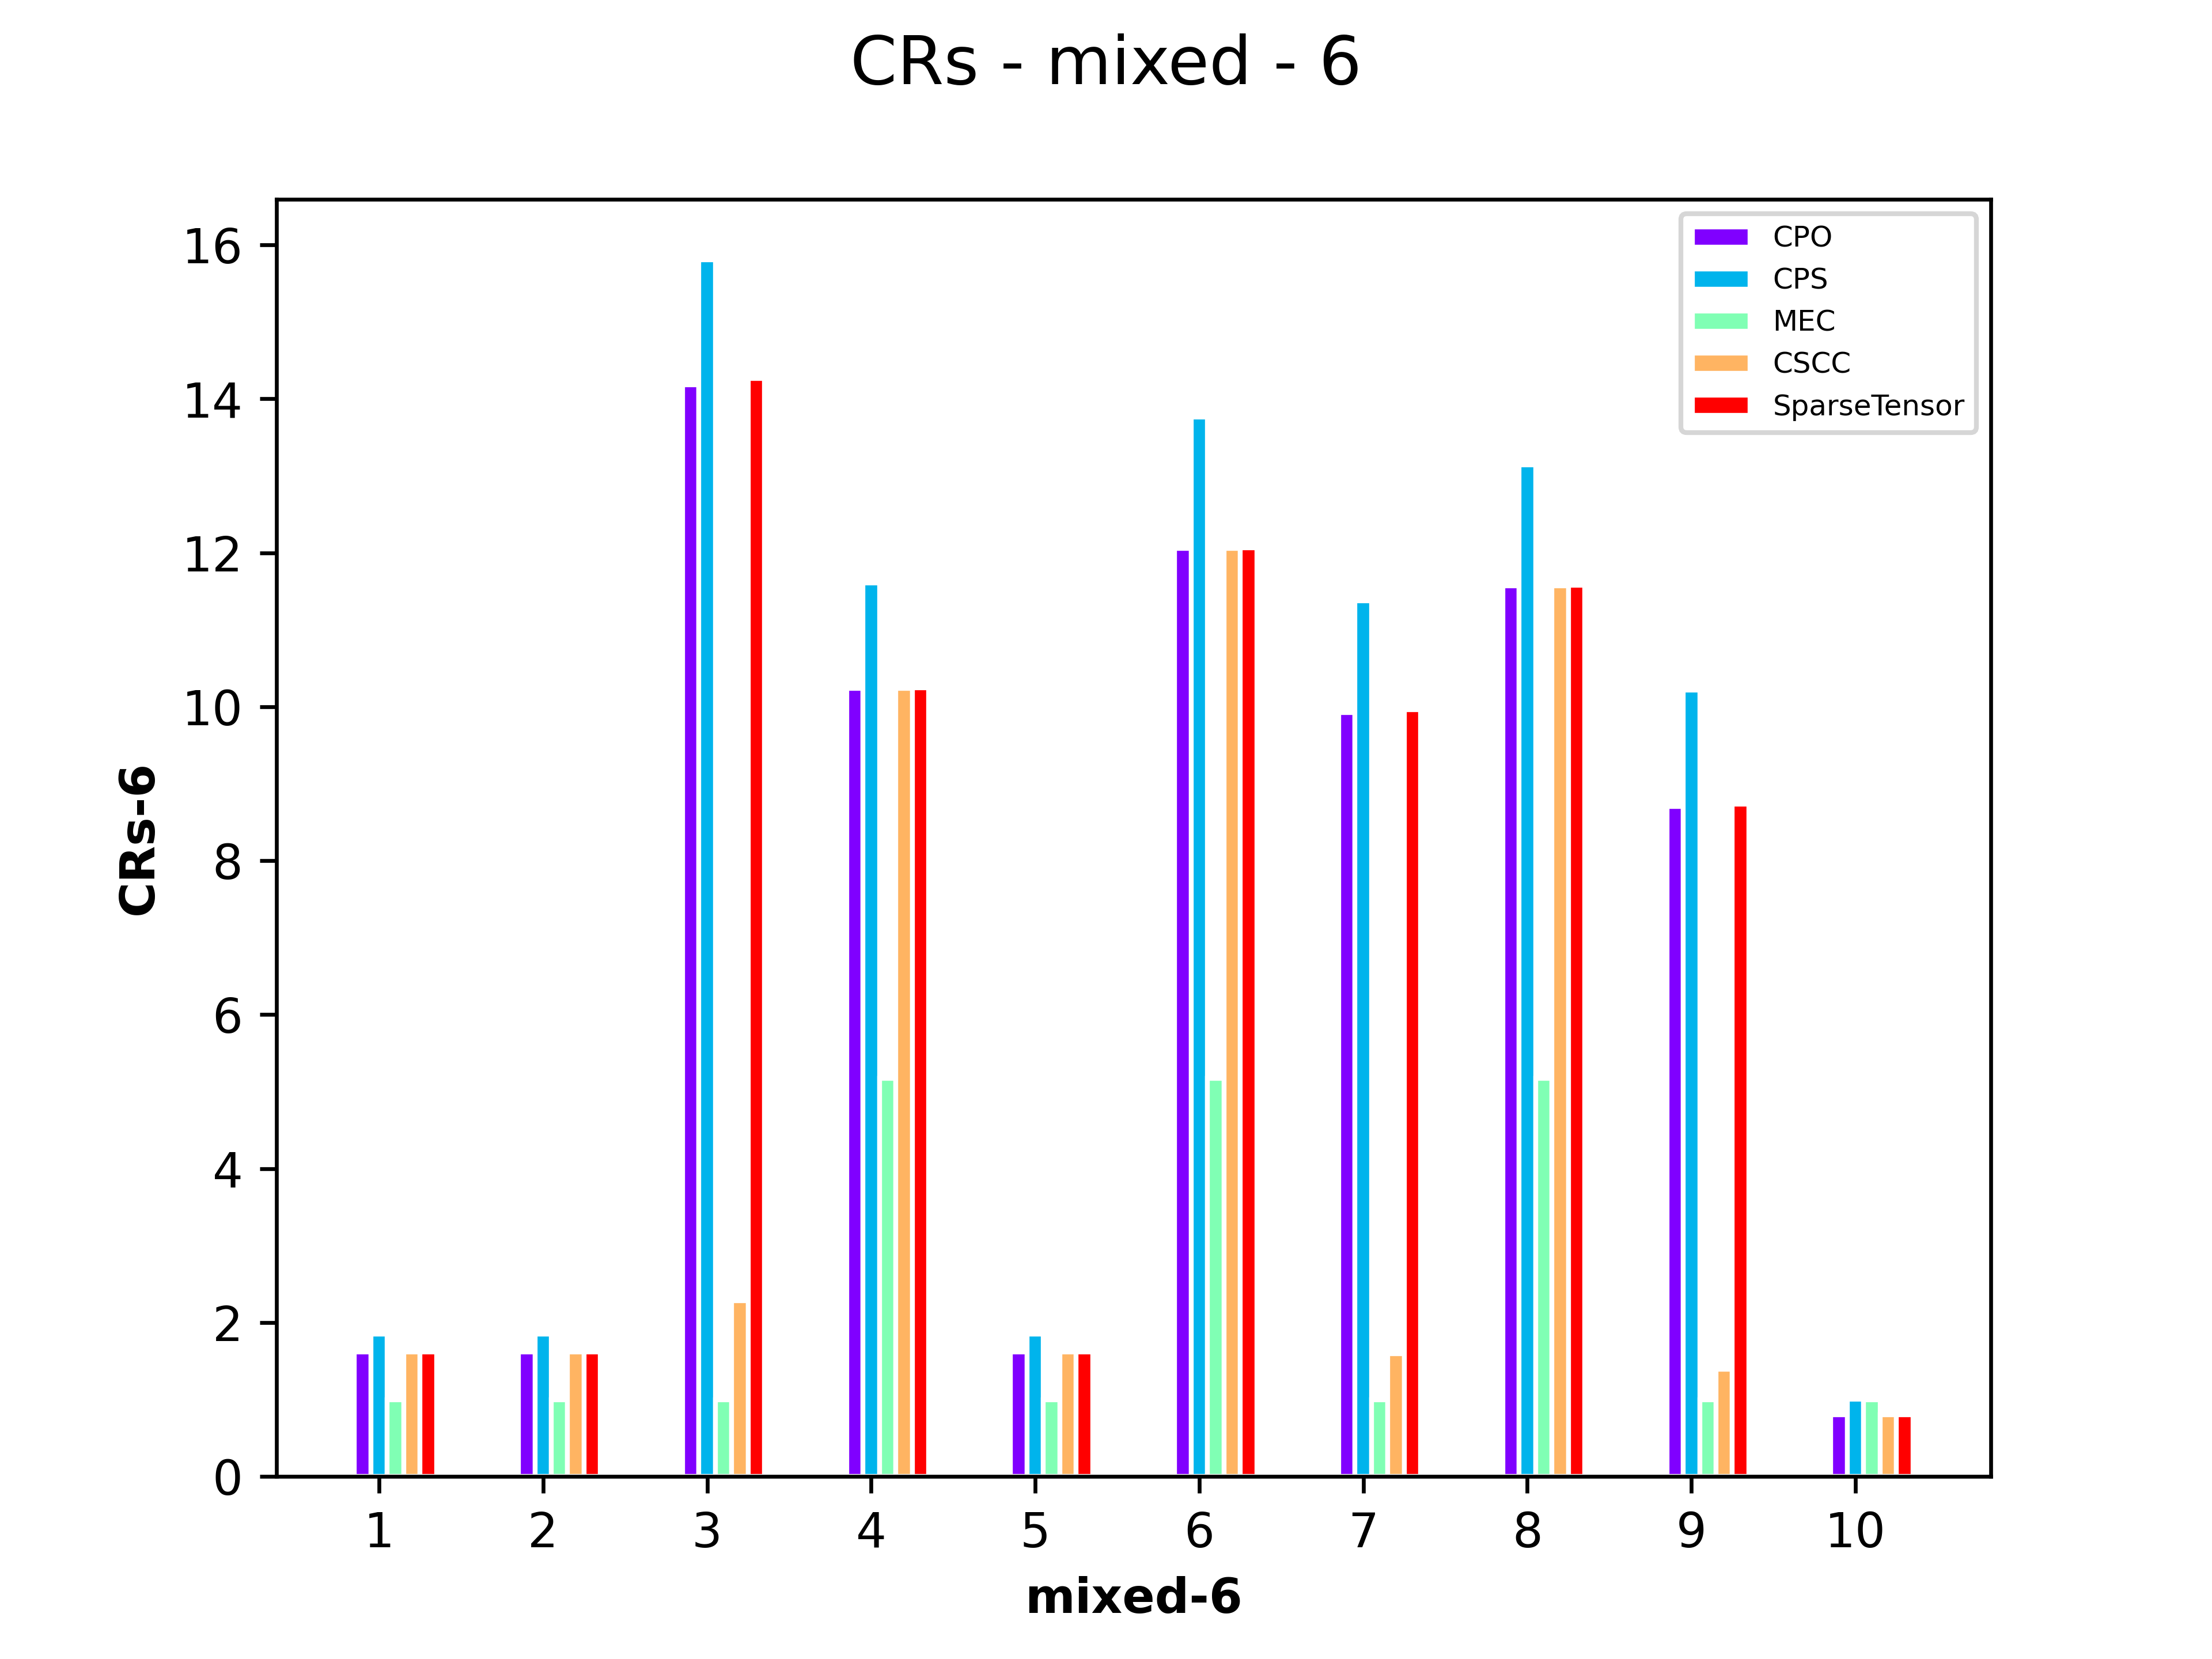 CRs - mixed - 6
CPO
CPS
MEC
CSCC
SparseTensor
16
14
12
10
8
6
4
2
0
CRs-6
1 2 3 4 5 6 7 8 9 10
mixed-6